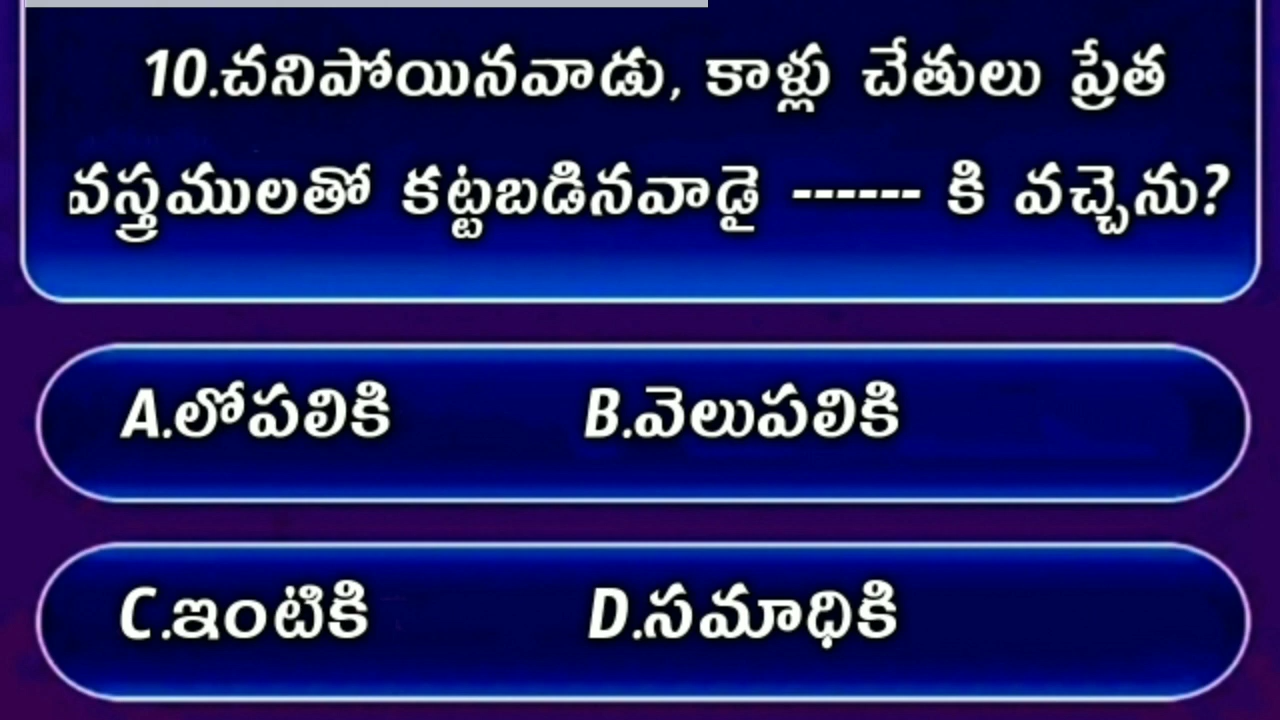 10.చనిపోయినవాడు, కాళ్లు చేతులు ప్రేత
వస్త్రములతో కట్టబడినవాడై ------ కి వచ్చెను?
A.లోపలికి B.వెలుపలికి
C.ఇంటికి D.సమాధికి